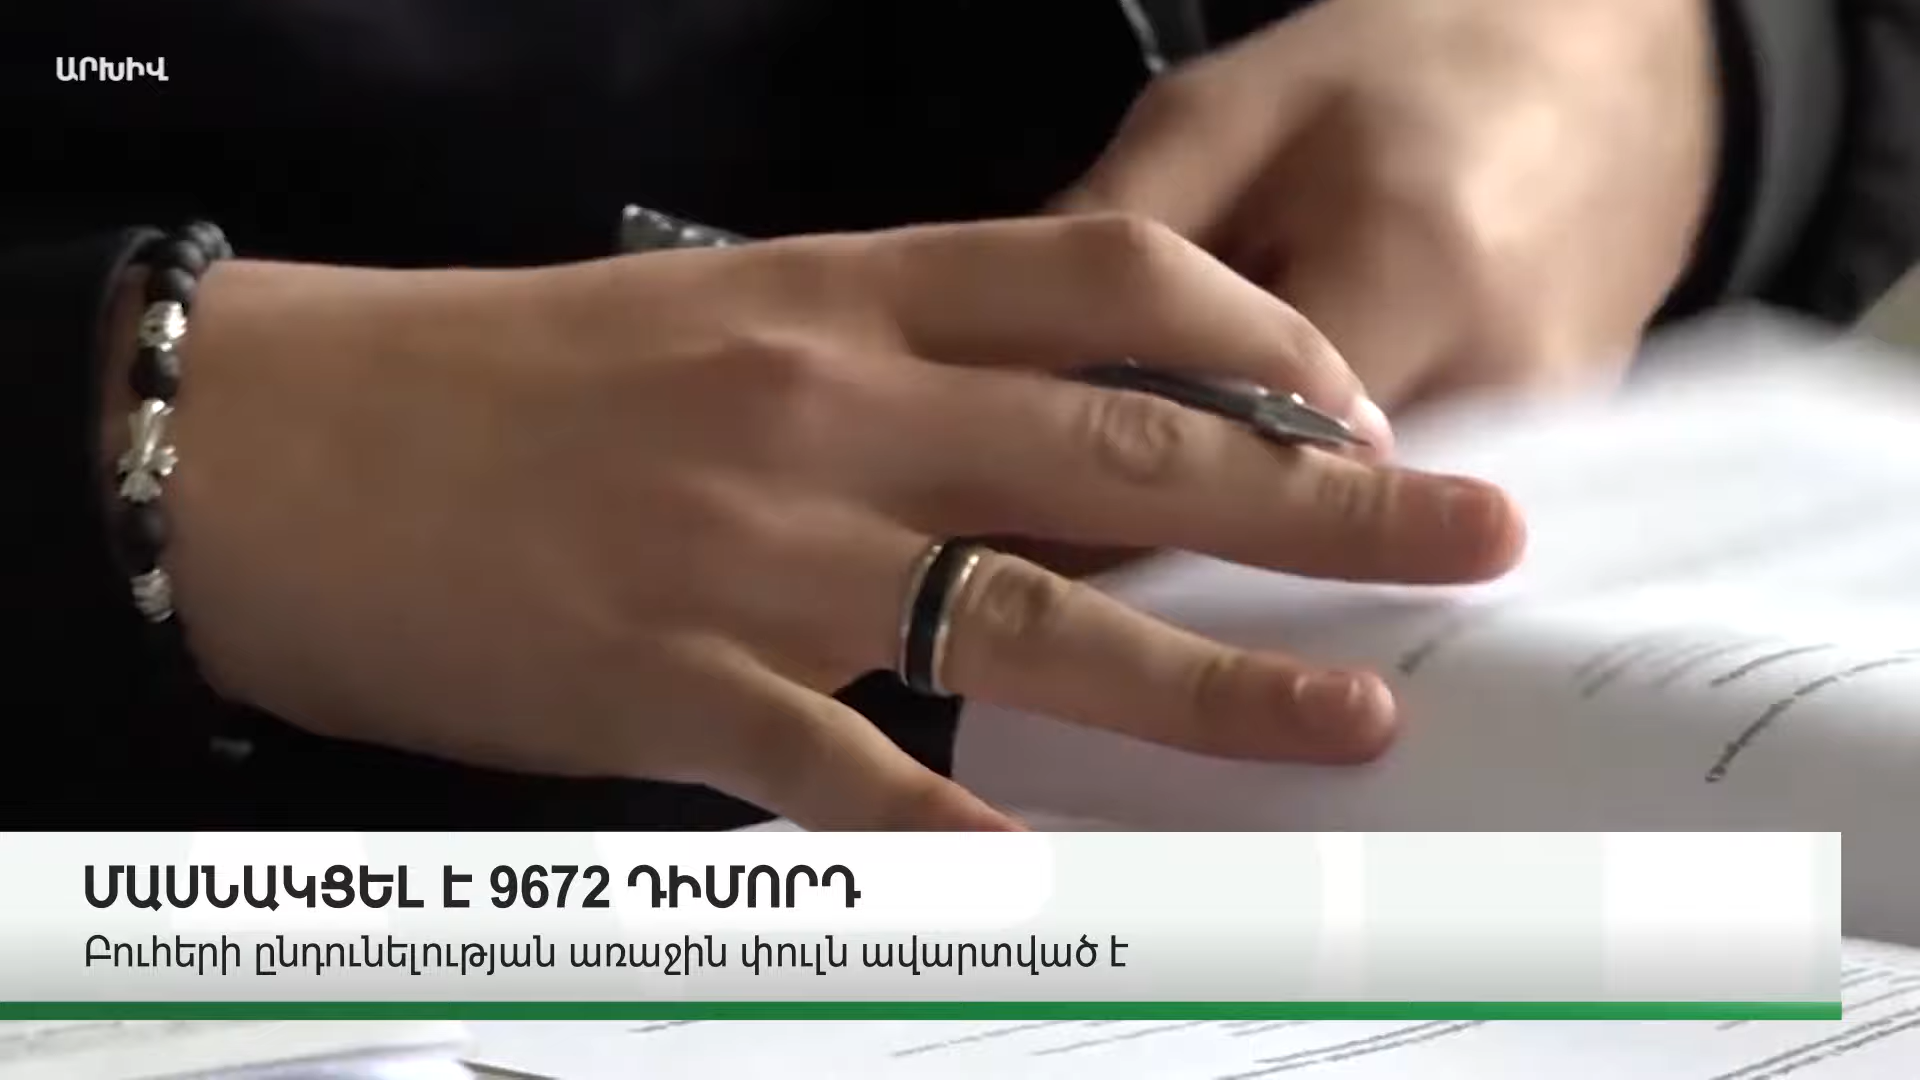 ԱՐԽԻՎ
ՄԱՍՆԱԿՑԵԼ Է 9672 ԴԻՄՈՐԴ
Բուհերի ընդունելության առաջին փուլն ավարտված է